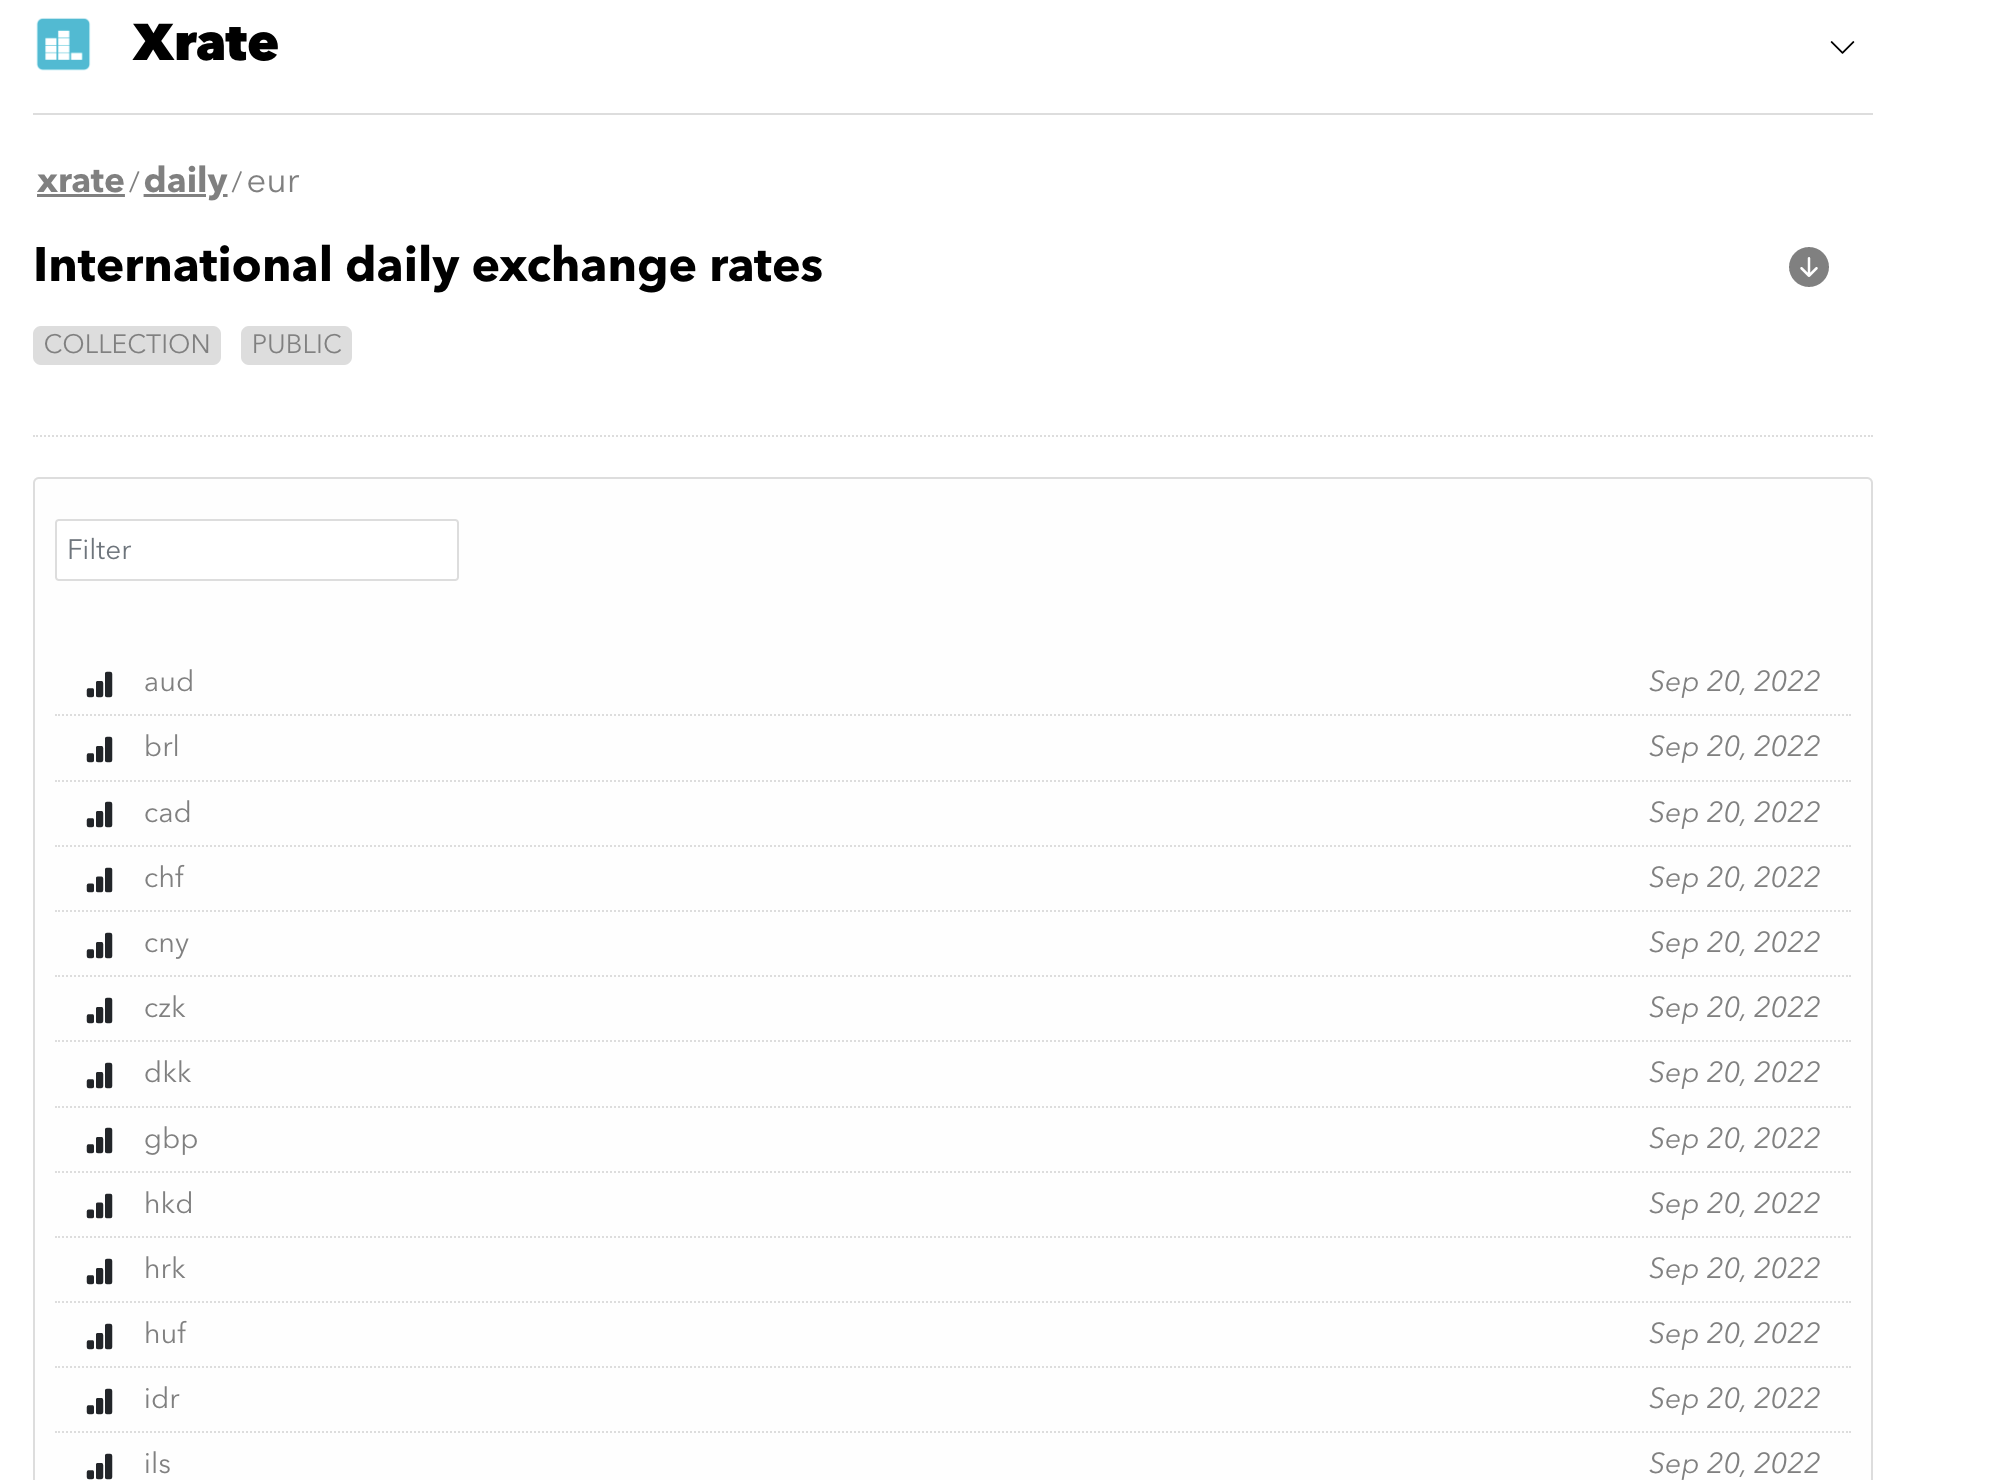 Xrate
xrate/daily/eur
International daily exchange rates
COLLECTION PUBLIC
Filter
aud Sep 20, 2022
brl Sep 20, 2022
cad Sep 20, 2022
chf Sep 20, 2022
cny Sep 20, 2022
czk Sep 20, 2022
dkk Sep 20, 2022
gbp Sep 20, 2022
hkd Sep 20, 2022
hrk Sep 20, 2022
huf Sep 20, 2022
idr Sep 20, 2022
ils Sep 20, 2022